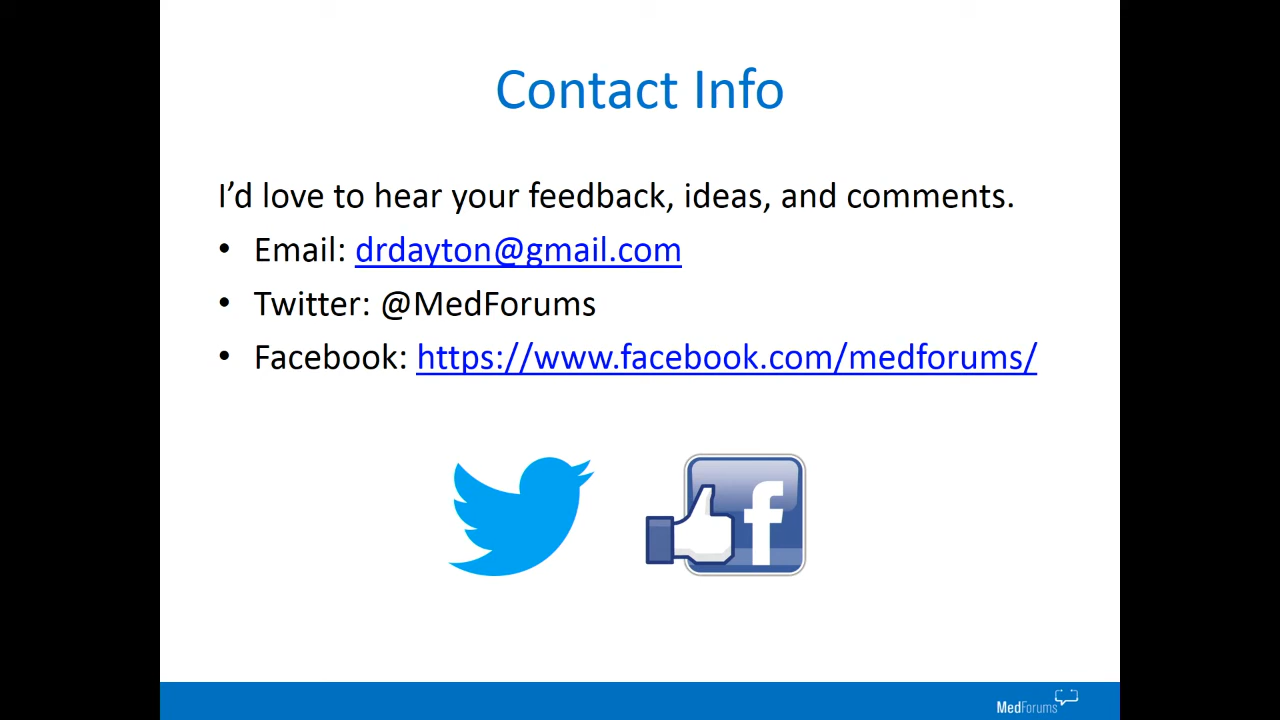 Contact Info
I’d love to hear your feedback, ideas, and comments.
• Email: drdayton@gmail.com
• Twitter: @MedForums
• Facebook: https://www.facebook.com/medforums/
f
MedForums